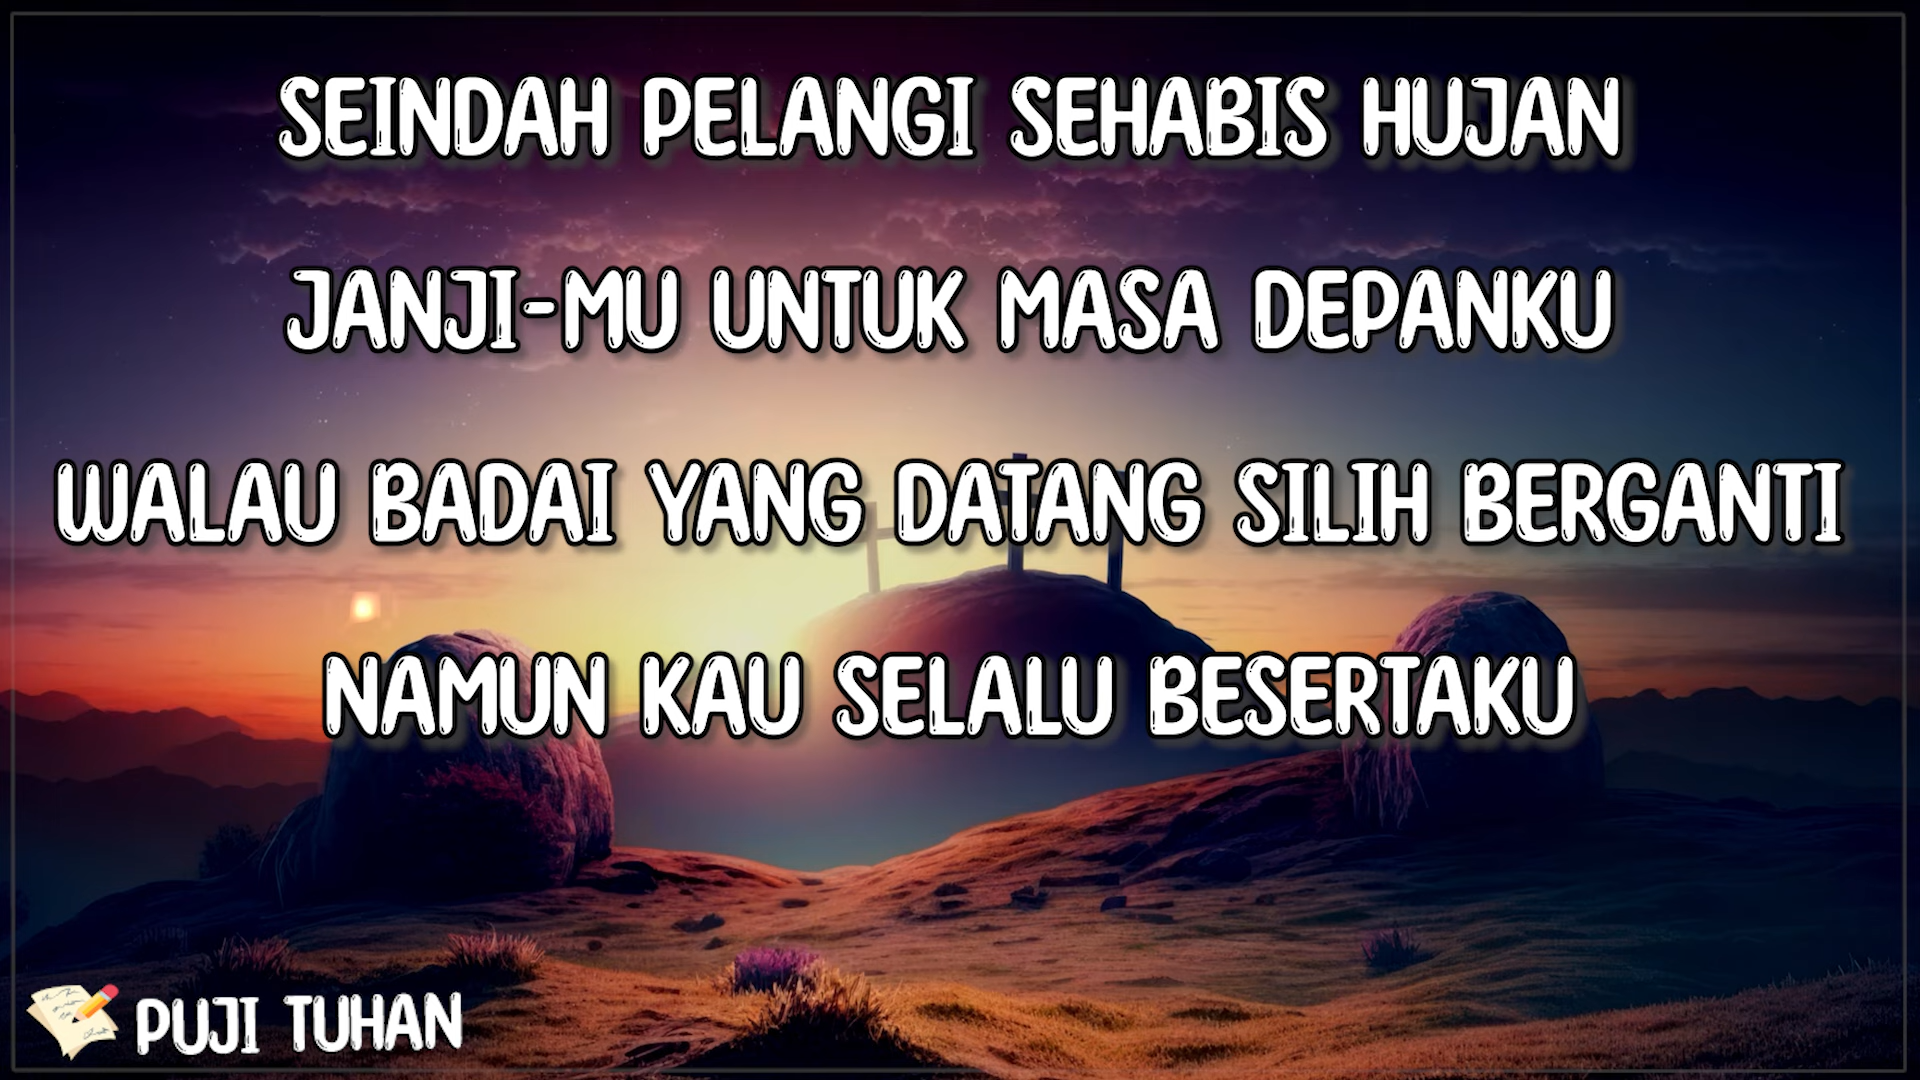 SEINDAH PELANGI SEHABIS HUJAN
JANJI-MU UNTUK MASA DEPANKU
WALAU BADAI YANG DATANG SILIH BERGANTI
NAMUN KAU SELALU BESERTAKU
PUJI TUHAN